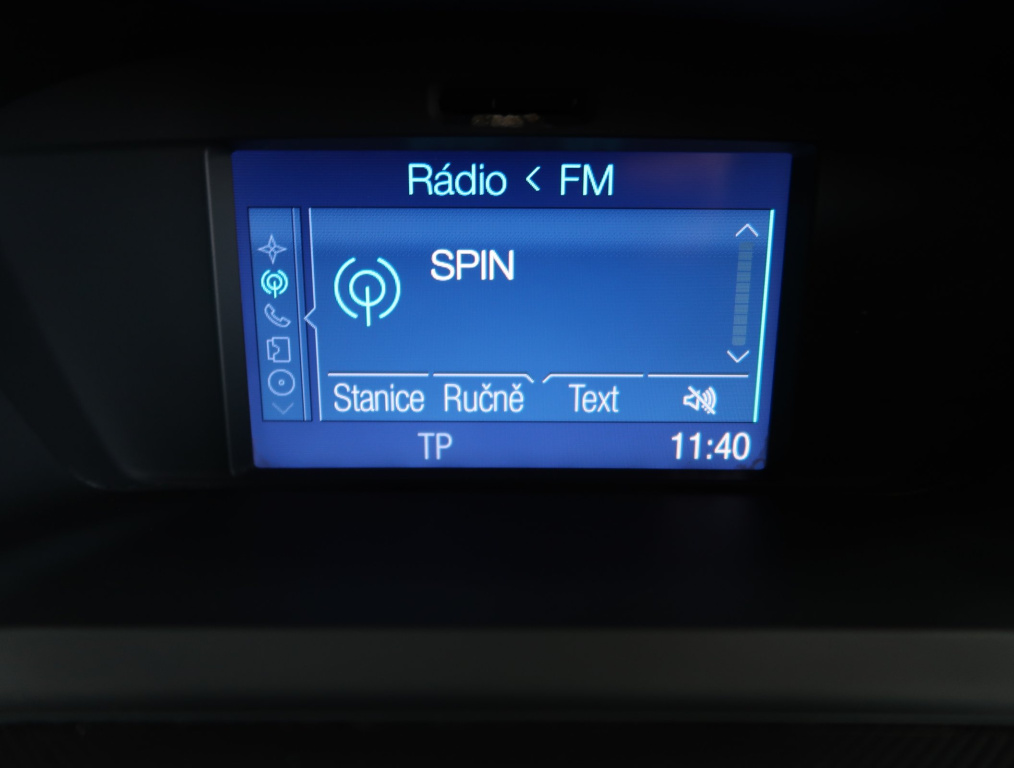 Rádio < FM
SPIN
Stanice Ručně Text
TP 11:40